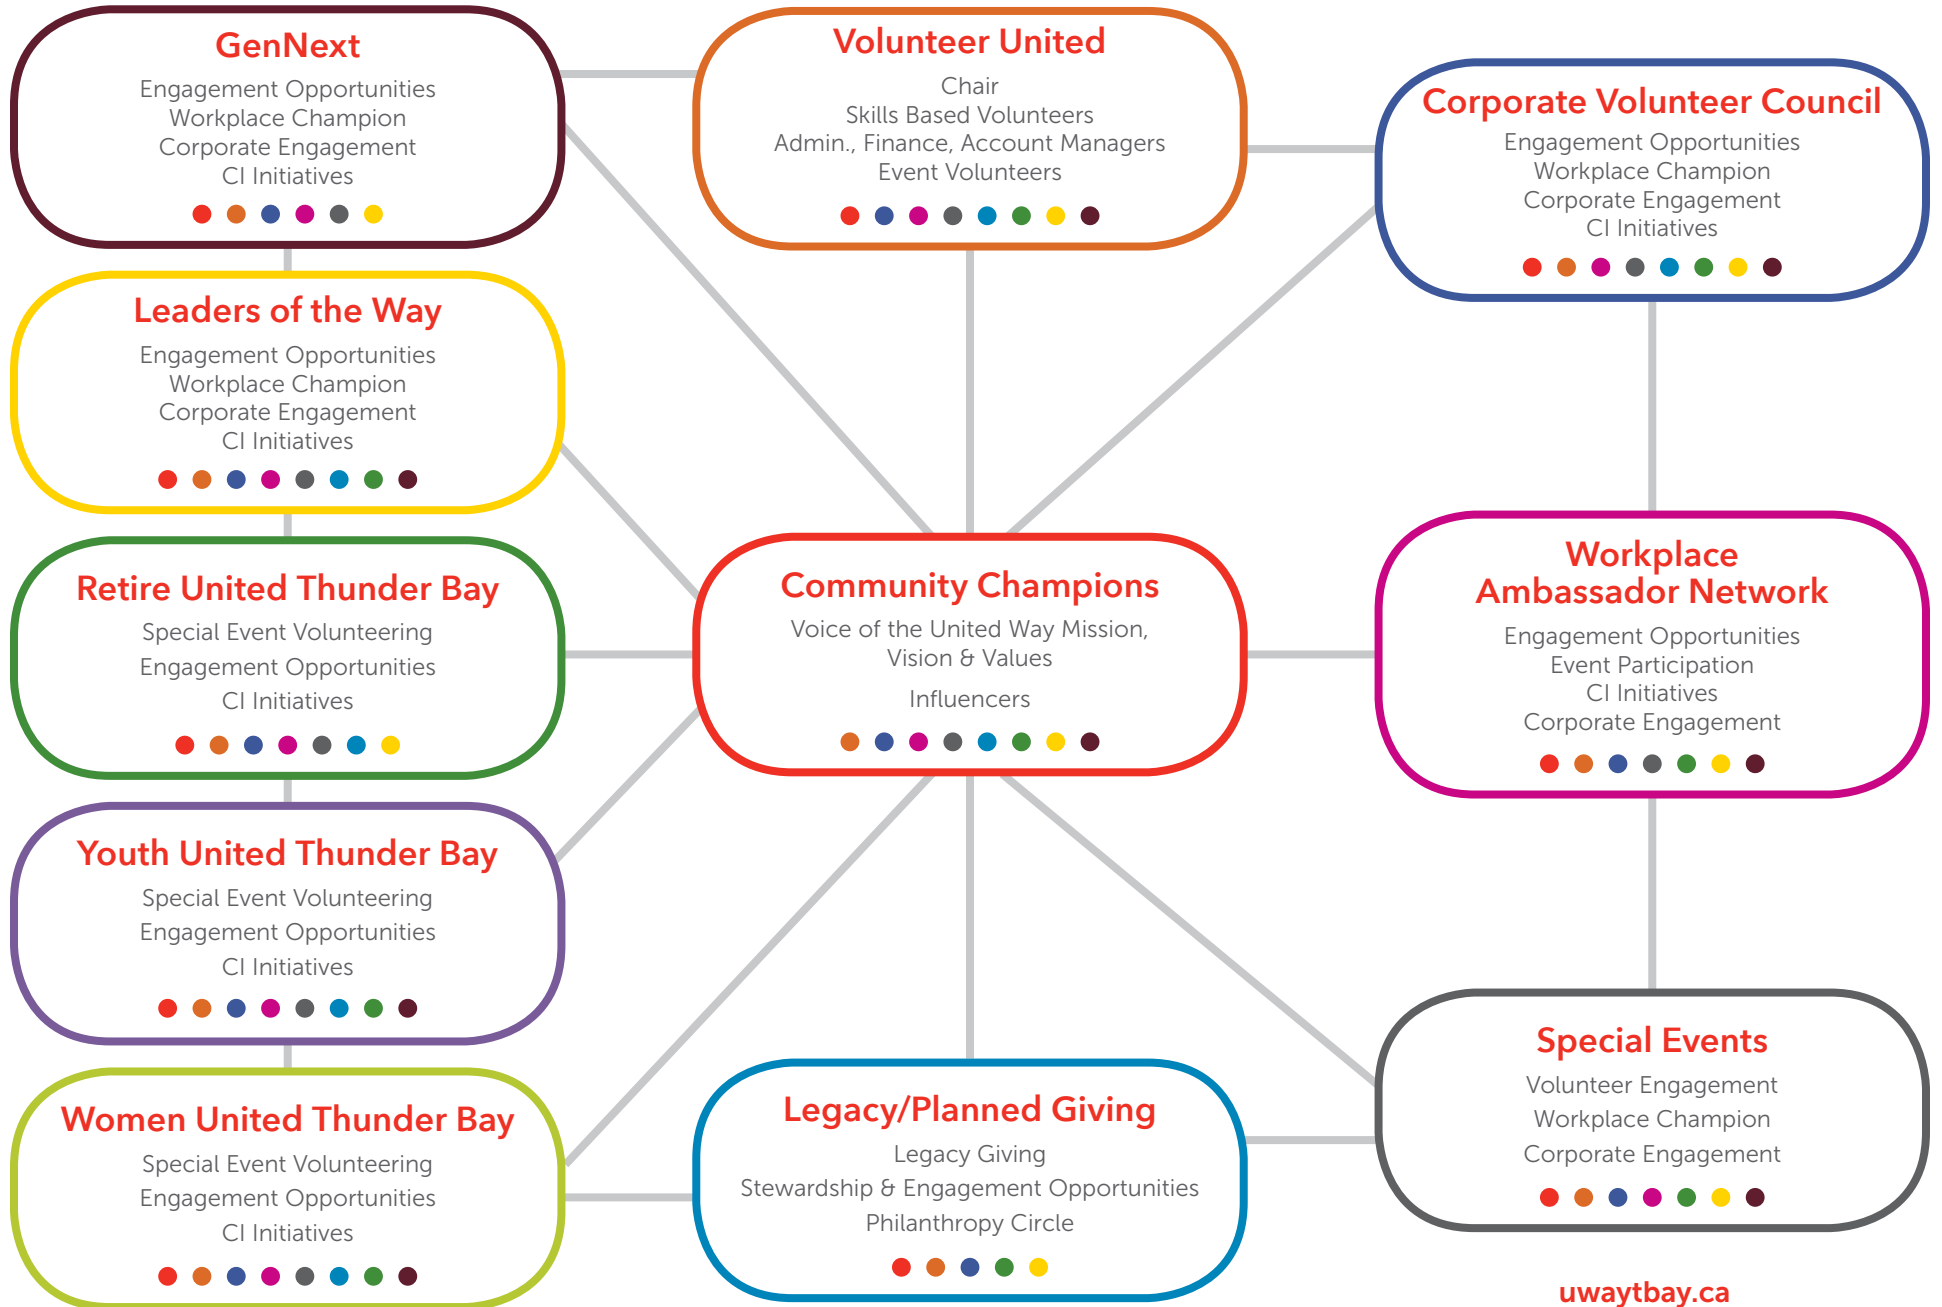 GenNext
Engagement Opportunities
Workplace Champion
Corporate Engagement
CI Initiatives
Volunteer United
Chair
Skills Based Volunteers
Admin., Finance, Account Managers
Event Volunteers
Corporate Volunteer Council
Engagement Opportunities
Workplace Champion
Corporate Engagement
CI Initiatives
Leaders of the Way
Engagement Opportunities
Workplace Champion
Corporate Engagement
CI Initiatives
Retire United Thunder Bay
Special Event Volunteering
Engagement Opportunities
CI Initiatives
Community Champions
Voice of the United Way Mission,
Vision & Values
Influencers
Workplace
Ambassador Network
Engagement Opportunities
Event Participation
CI Initiatives
Corporate Engagement
Youth United Thunder Bay
Special Event Volunteering
Engagement Opportunities
CI Initiatives
Women United Thunder Bay
Special Event Volunteering
Engagement Opportunities
CI Initiatives
Legacy/Planned Giving
Legacy Giving
Stewardship & Engagement Opportunities
Philanthropy Circle
Special Events
Volunteer Engagement
Workplace Champion
Corporate Engagement
uwaytbay.ca